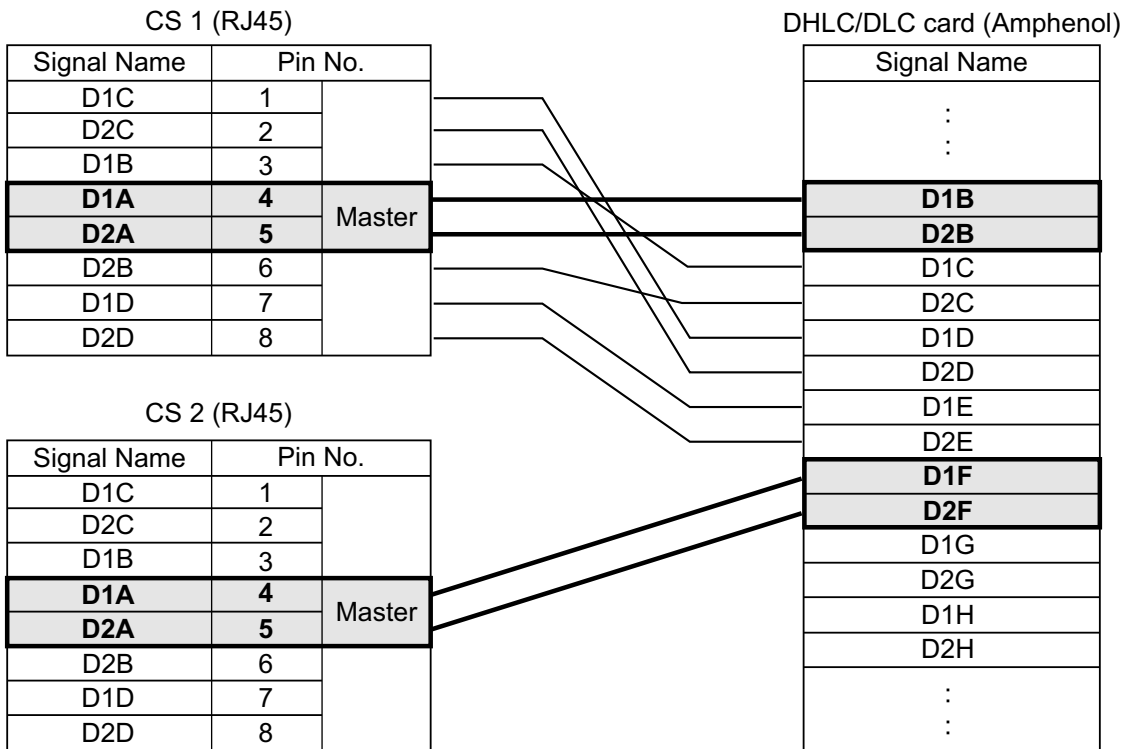 CS 1 (RJ45)
Signal Name Pin No.
D1C 1
D2C 2
D1B 3
D1A 4
Master
D2A 5
D2B 6
D1D 7
D2D 8
CS 2 (RJ45)
Signal Name Pin No.
D1C 1
D2C 2
D1B 3
D1A 4
Master
D2A 5
D2B 6
D1D 7
D2D 8
DHLC/DLC card (Amphenol)
Signal Name
:
:
D1B
D2B
D1C
D2C
D1D
D2D
D1E
D2E
D1F
D2F
D1G
D2G
D1H
D2H
:
: